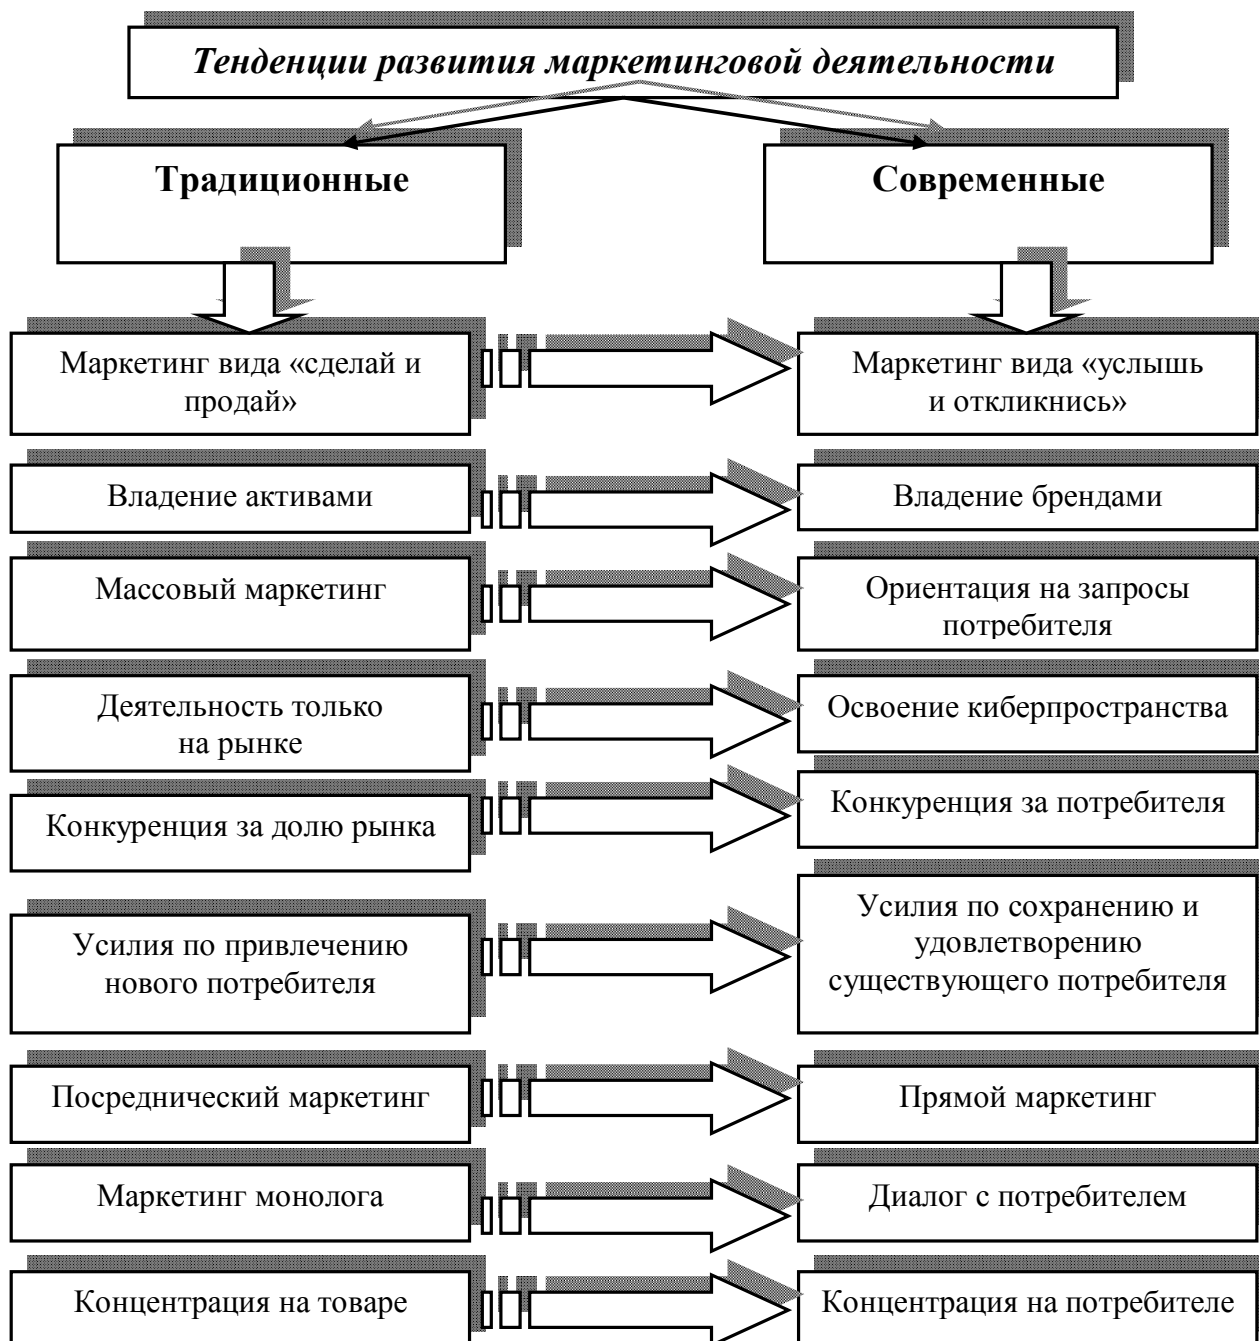 Тенденции развития маркетинговой деятельности
Традиционные
Современные
Маркетинг вида «сделай и
продай»
Маркетинг вида «услышь
и откликнись»
Владение активами
Владение брендами
Массовый маркетинг
Ориентация на запросы
потребителя
Деятельность только
на рынке
Освоение киберпространства
Конкуренция за долю рынка
Конкуренция за потребителя
Усилия по привлечению
нового потребителя
Усилия по сохранению и
удовлетворению
существующего потребителя
Посреднический маркетинг
Прямой маркетинг
Маркетинг монолога
Диалог с потребителем
Концентрация на товаре
Концентрация на потребителе